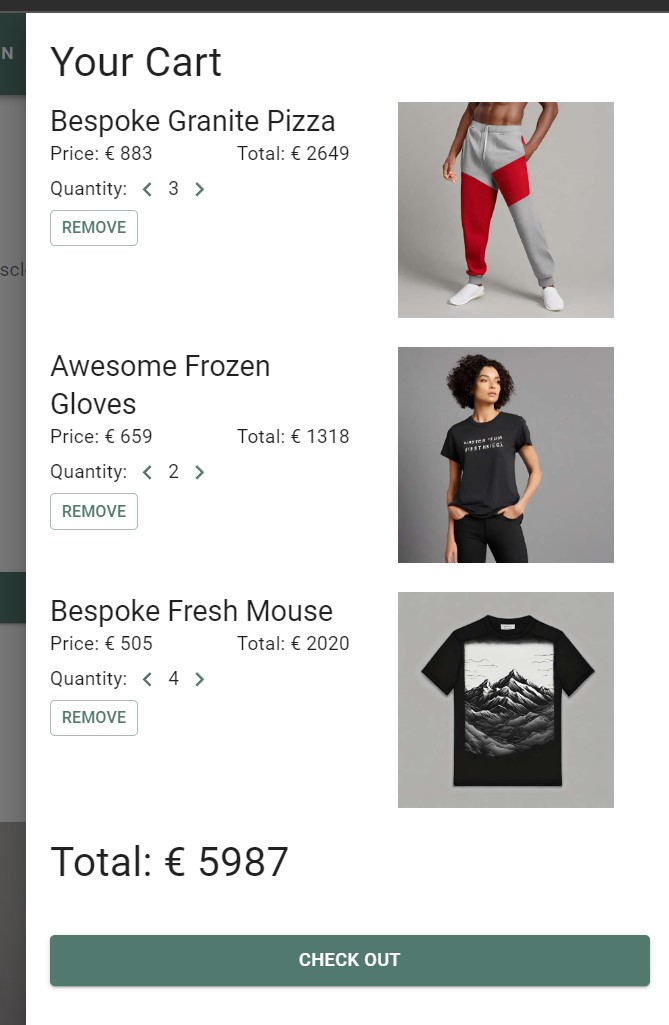 N
Your Cart
Bespoke Granite Pizza
Price: € 883 Total: € 2649
Quantity: 3
REMOVE
scl
Awesome Frozen
Gloves
Price: € 659 Total: € 1318
Quantity: 2
REMOVE
Bespoke Fresh Mouse
Price: € 505 Total: € 2020
Quantity: 4
REMOVE
Total: € 5987
CHECK OUT